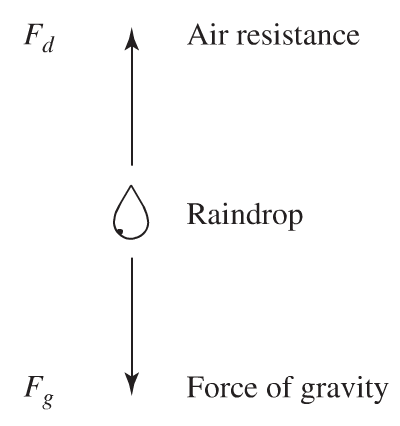 F_d Air resistance
Raindrop
F_g Force of gravity